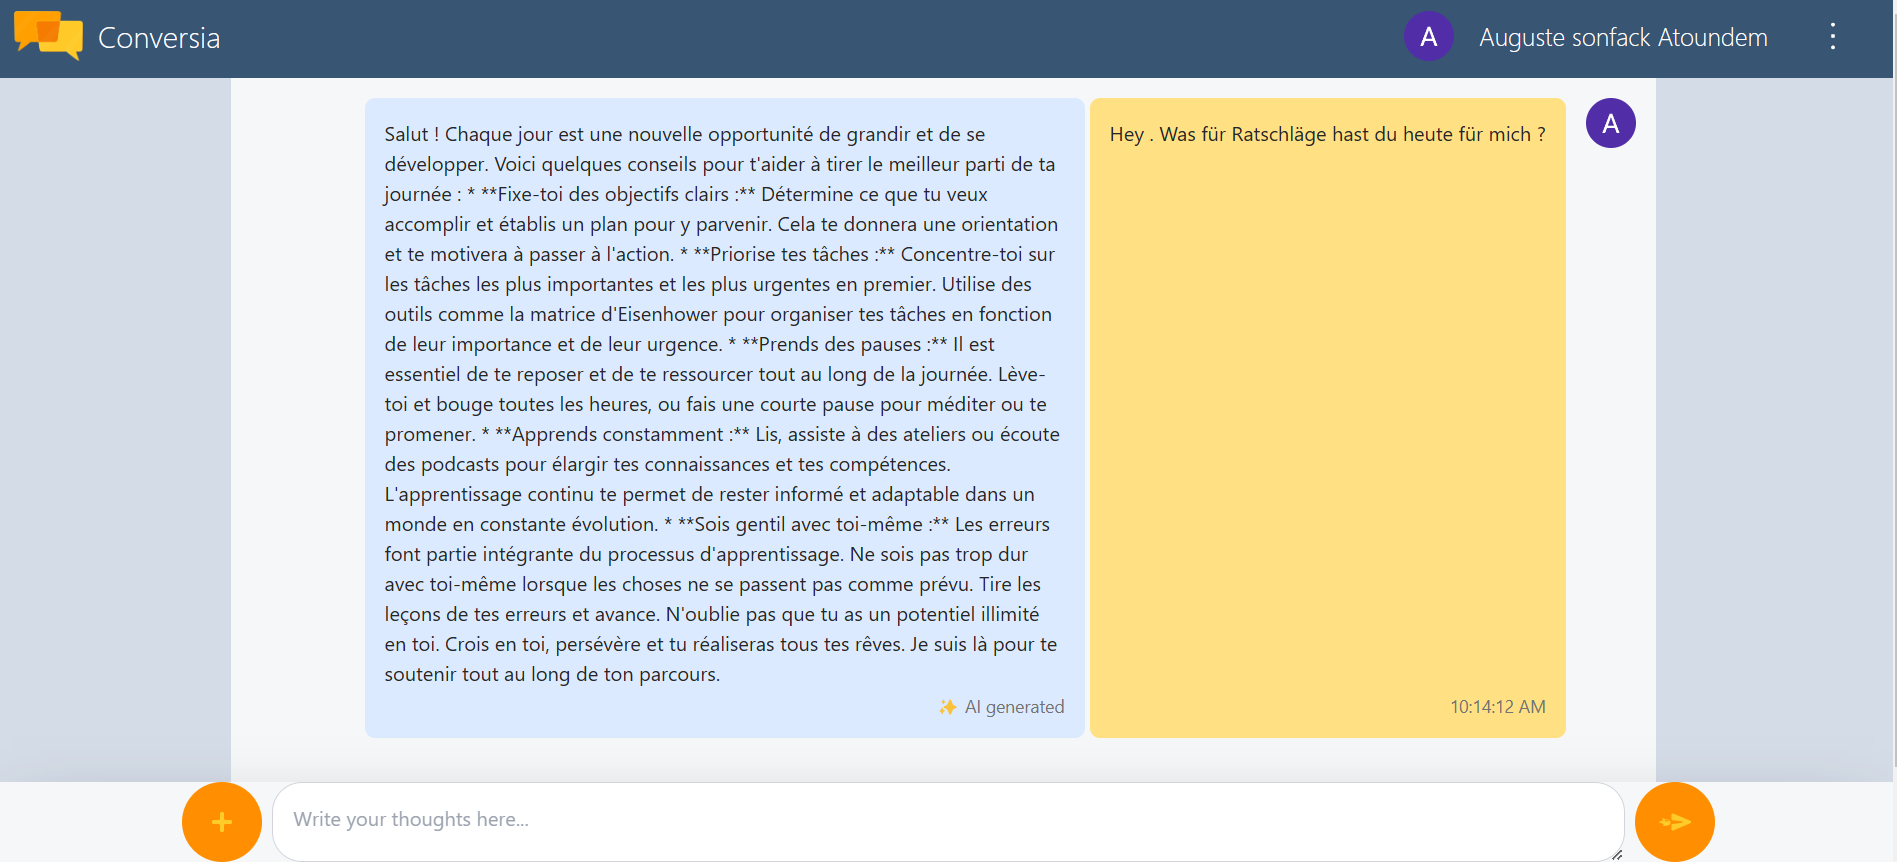 Conversia
A
Auguste sonfack Atoundem
Salut ! Chaque jour est une nouvelle opportunité de grandir et de se
développer. Voici quelques conseils pour t'aider à tirer le meilleur parti de ta
journée : * **Fixe-toi des objectifs clairs :** Détermine ce que tu veux
accomplir et établis un plan pour y parvenir. Cela te donnera une orientation
et te motivera à passer à l'action. * **Priorise tes tâches :** Concentre-toi sur
les tâches les plus importantes et les plus urgentes en premier. Utilise des
outils comme la matrice d'Eisenhower pour organiser tes tâches en fonction
de leur importance et de leur urgence. * **Prends des pauses :** Il est
essentiel de te reposer et de te ressourcer tout au long de la journée. Lève-
toi et bouge toutes les heures, ou fais une courte pause pour méditer ou te
promener. * **Apprends constamment :** Lis, assiste à des ateliers ou écoute
des podcasts pour élargir tes connaissances et tes compétences.
L'apprentissage continu te permet de rester informé et adaptable dans un
monde en constante évolution. * **Sois gentil avec toi-même :** Les erreurs
font partie intégrante du processus d'apprentissage. Ne sois pas trop dur
avec toi-même lorsque les choses ne se passent pas comme prévu. Tire les
leçons de tes erreurs et avance. N'oublie pas que tu as un potentiel illimité
en toi. Crois en toi, persévère et tu réaliseras tous tes rêves. Je suis là pour te
soutenir tout au long de ton parcours.
✨ AI generated
Hey . Was für Ratschläge hast du heute für mich ?
10:14:12 AM
A
Write your thoughts here...